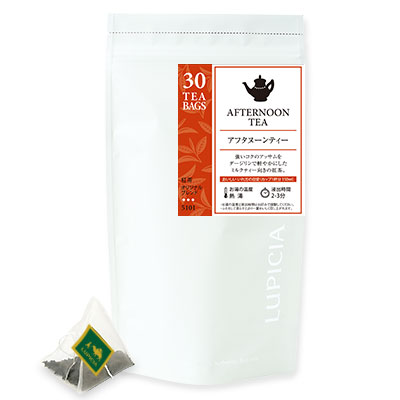 30
TEA
BAGS
紅茶
オリジナル
ブレンド
5101
AFTERNOON
TEA
アフタヌーンティー
強いコクのアッサムを
ダージリンで軽やかにした
ミルクティー向きの紅茶。
お湯の温度
熱湯
浸出時間
2-3分
LUPICIA
LUPICIA